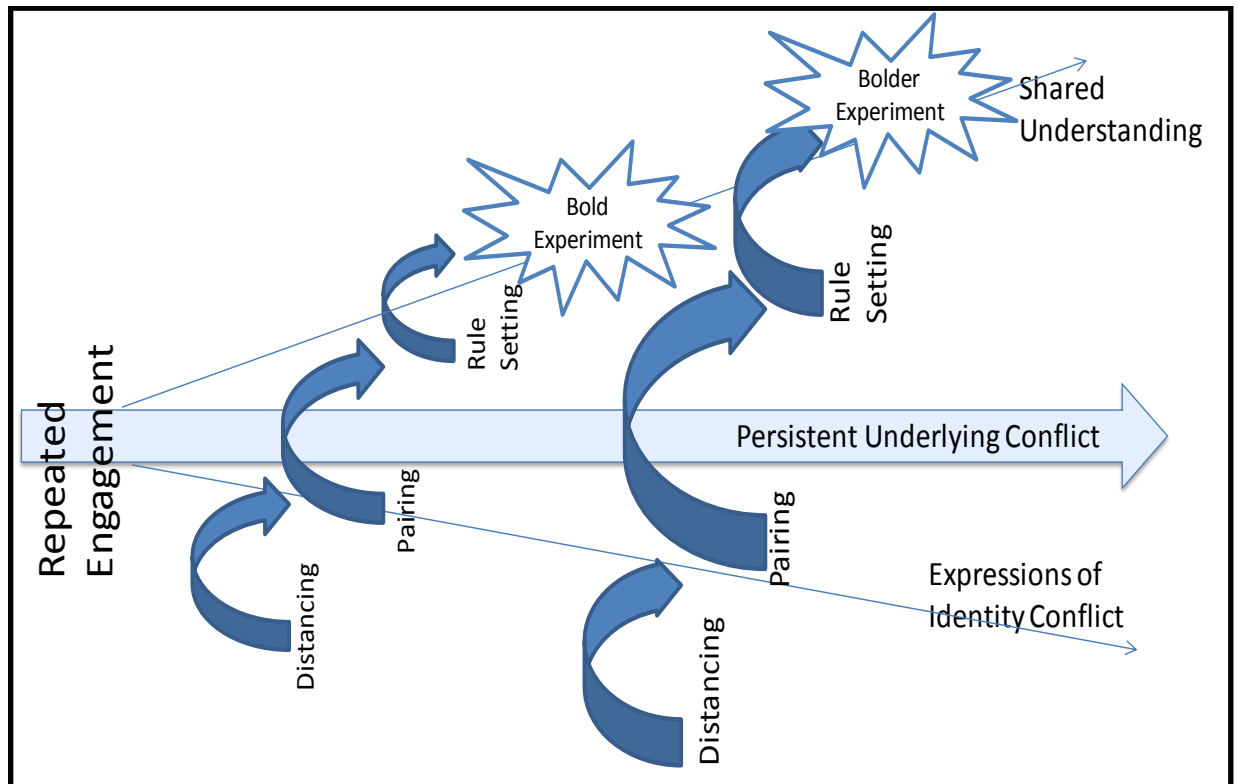 Repeated
Engagement
Distancing
Pairing
Rule
Setting
Bold
Experiment
Distancing
Pairing
Rule
Setting
Bolder
Experiment
Shared
Understanding
Persistent Underlying Conflict
Expressions of
Identity Conflict